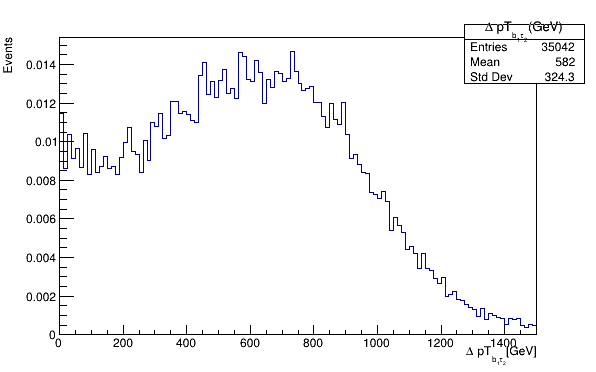 Δ pT_{b₁τ₂} (GeV)
Entries 35042
Mean 582
Std Dev 324.3
Events
0.014
0.012
0.01
0.008
0.006
0.004
0.002
0
0 200 400 600 800 1000 1200 1400
Δ pT_{b₁τ₂}[GeV]